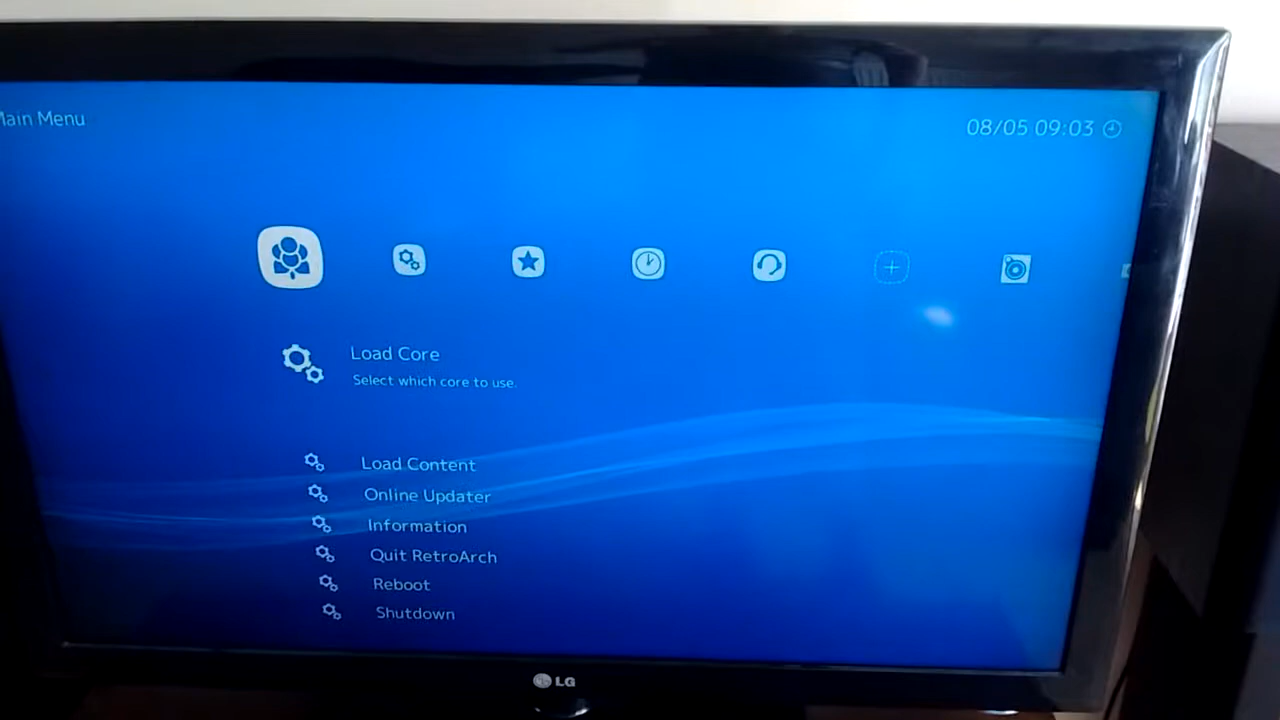 Main Menu
08/05 09:03
Load Core
Select which core to use.
Load Content
Online Updater
Information
Quit RetroArch
Reboot
Shutdown
LG